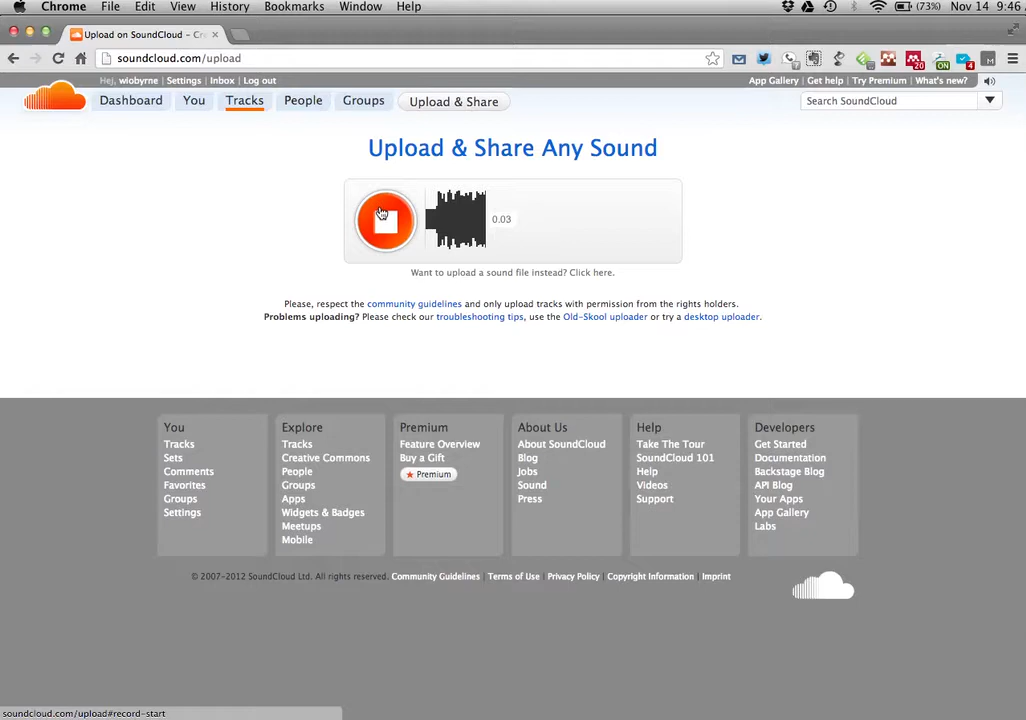 Chrome File Edit View History Bookmarks Window Help (73%) Nov 14 9:46
Upload on SoundCloud - Cr
soundcloud.com/upload
7 20 ON 4
Hi, wiobyrne Settings Inbox Log out App Gallery Get help Try Premium What's new?
Dashboard You Tracks People Groups Upload & Share Search SoundCloud
Upload & Share Any Sound
0.03
Want to upload a sound file instead? Click here.
Please, respect the community guidelines and only upload tracks with permission from the rights holders.
Problems uploading? Please check our troubleshooting tips, use the Old-Skool uploader or try a desktop uploader.
You
Tracks
Sets
Comments
Favorites
Groups
Settings
Explore
Tracks
Creative Commons
People
Groups
Apps
Widgets & Badges
Meetups
Mobile
Premium
Feature Overview
Buy a Gift
★ Premium
About Us
About SoundCloud
Blog
Jobs
Sound
Press
Help
Take The Tour
SoundCloud 101
Help
Videos
Support
Developers
Get Started
Documentation
Backstage Blog
API Blog
Your Apps
App Gallery
Labs
© 2007-2012 SoundCloud Ltd. All rights reserved. Community Guidelines | Terms of Use | Privacy Policy | Copyright Information | Imprint
soundcloud.com/upload#record-start